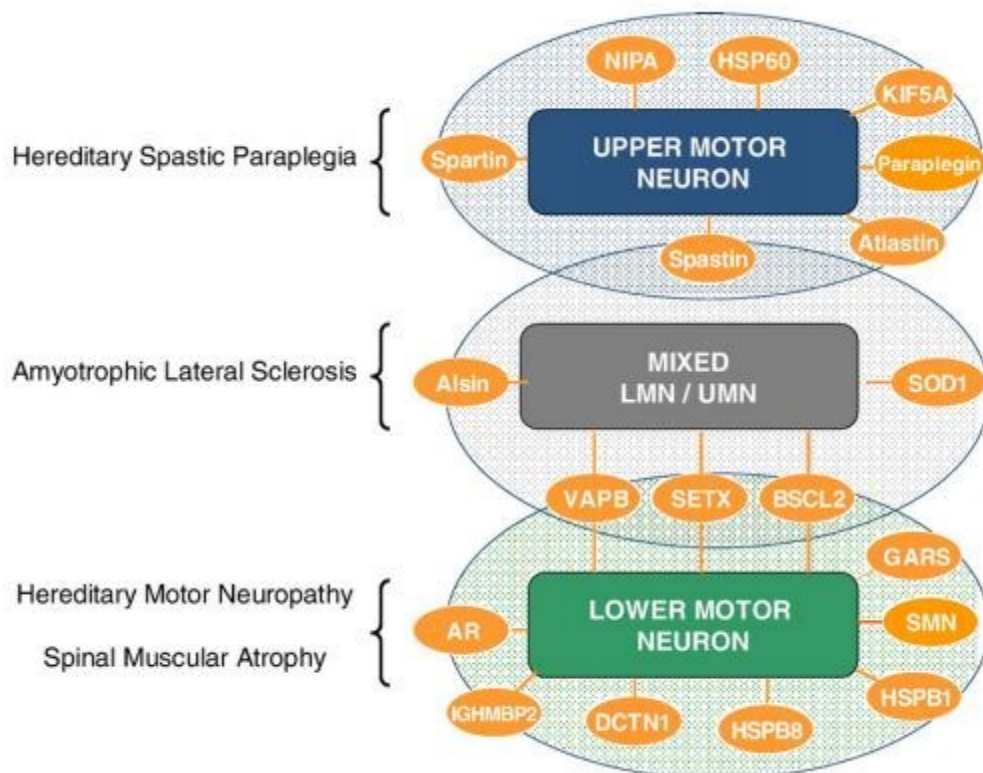 NIPA
HSP60
KIF5A
Hereditary Spastic Paraplegia
Spartin
UPPER MOTOR
NEURON
Paraplegin
Atlastin
Spastin
Amyotrophic Lateral Sclerosis
Alsin
MIXED
LMN / UMN
SOD1
VAPB
SETX
BSCL2
GARS
Hereditary Motor Neuropathy
Spinal Muscular Atrophy
AR
LOWER MOTOR
NEURON
SMN
IGHMBP2
DCTN1
HSPB8
HSPB1